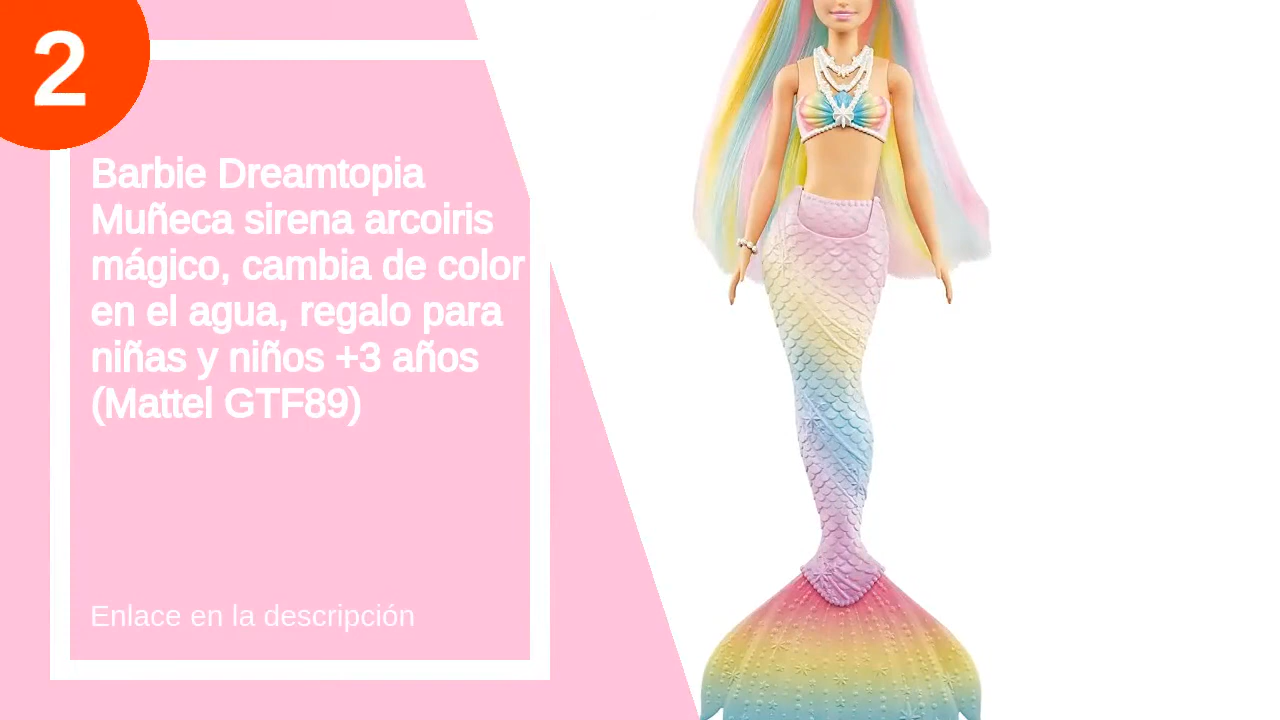 2
Barbie Dreamtopia
Muñeca sirena arcoiris
mágico, cambia de color
en el agua, regalo para
niñas y niños +3 años
(Mattel GTF89)
Enlace en la descripción